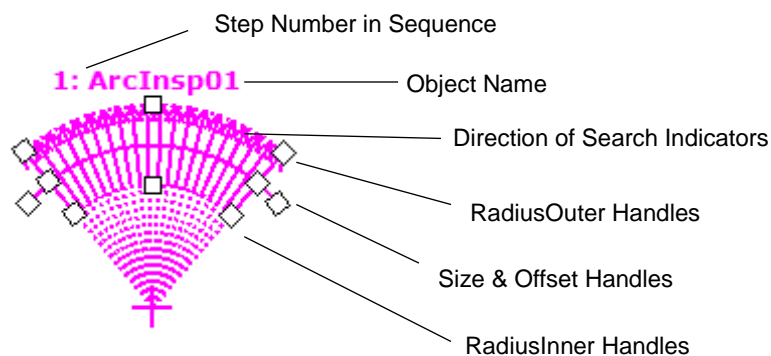 Step Number in Sequence
1: ArcInsp01
Object Name
Direction of Search Indicators
RadiusOuter Handles
Size & Offset Handles
RadiusInner Handles